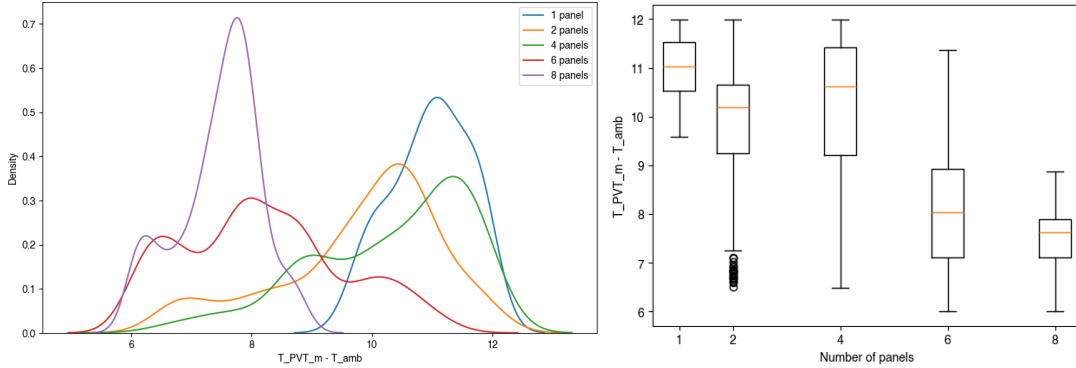 0.7
0.6
0.5
0.4
0.3
0.2
0.1
0.0
Density
6
8
10
12
T_PVT_m - T_amb
1 panel
2 panels
4 panels
6 panels
8 panels
12
11
10
9
8
7
6
T_PVT_m - T_amb
1
2
4
6
8
Number of panels